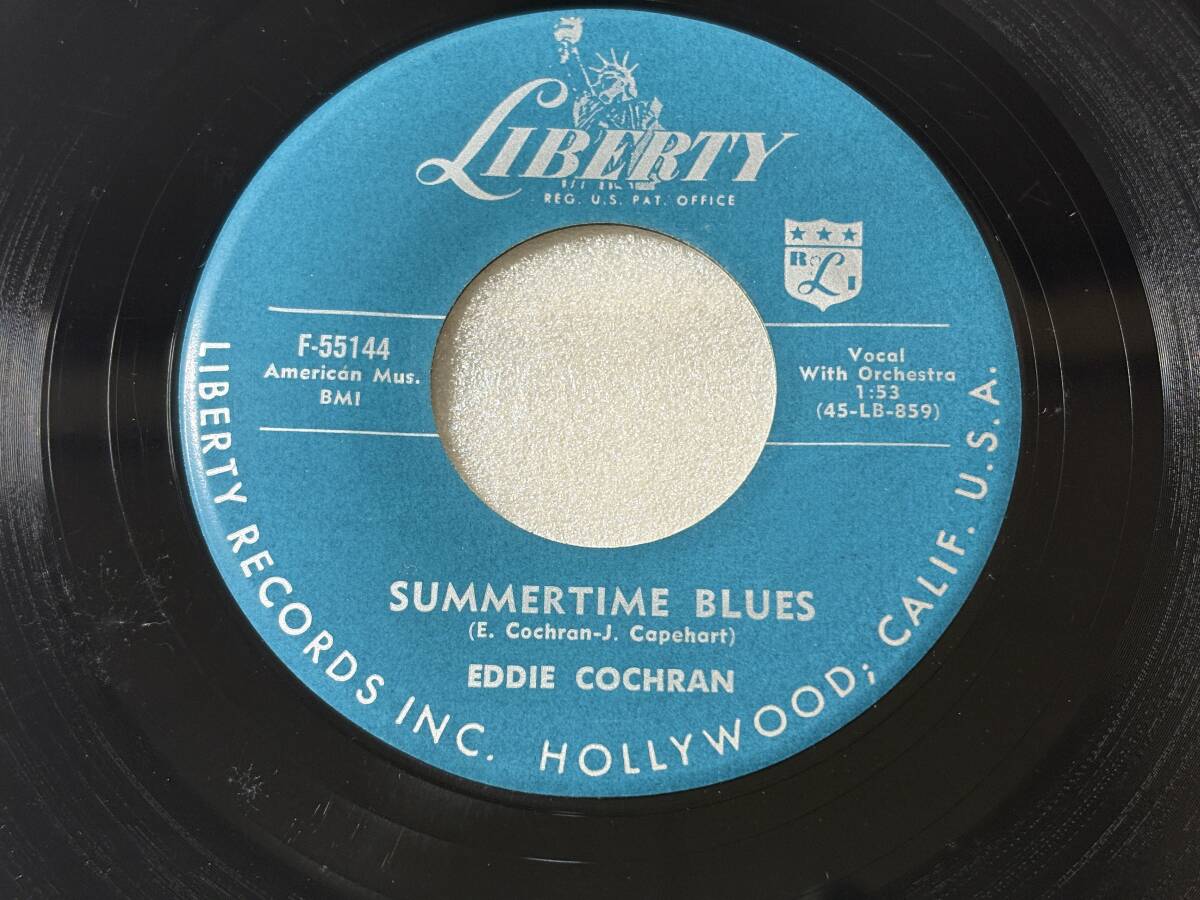 LIBERTY
REG. U.S. PAT. OFFICE
R L I
F-55144
American Mus.
BMI
Vocal
With Orchestra
1:53
(45-LB-859)
SUMMERTIME BLUES
(E. Cochran-J. Capehart)
EDDIE COCHRAN
LIBERTY RECORDS INC. HOLLYWOOD; CALIF. U.S.A.